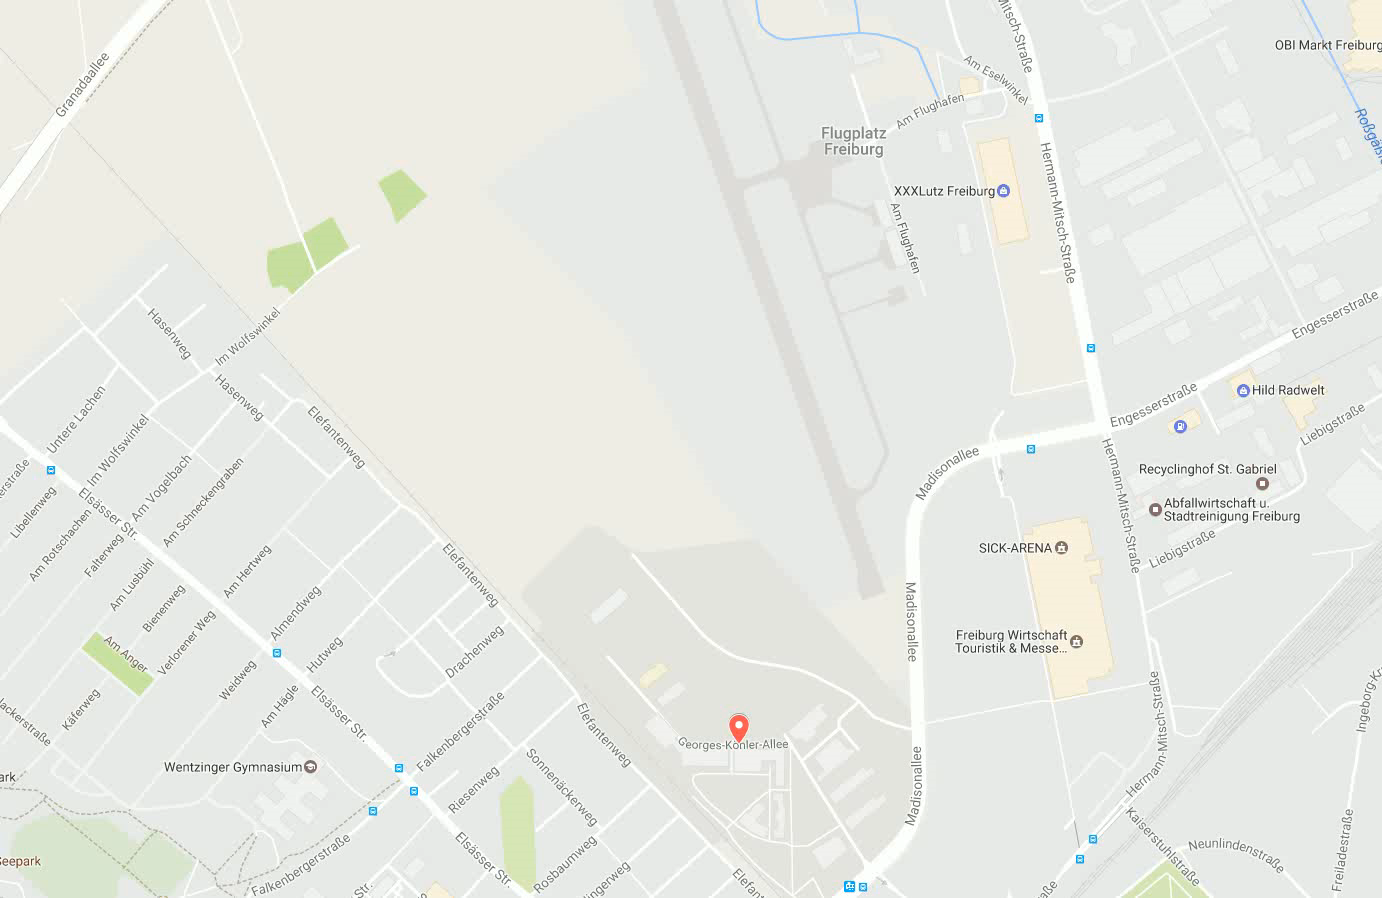 Mitsch-Straße
OBI Markt Freiburg
Granadaallee
Am Eselwinkel
Am Flughafen
Flugplatz
Freiburg
Hermann-Mitsch-Straße
XXXLutz Freiburg
Am Flughafen
Hasenweg
Im Wolfswinkel
Engesserstraße
Hasenweg
Untere Lachen
Elefantenweg
Hild Radwelt
Engesserstraße
Liebigstraße
Im Wolfswinkel
Am Vogelbach
Am Schneckengraben
Madisonallee
Hermann-Mitsch-Straße
Recyclinghof St. Gabriel
Abfallwirtschaft u.
Stadtreinigung Freiburg
Libellenweg
Elsässer Str.
Am Rotschachen
Falterweg
Am Lusbühl
Am Hertweg
Elefantenweg
SICK-ARENA
Liebigstraße
Bienenweg
Almendweg
Verlorener Weg
Madisonallee
Freiburg Wirtschaft
Touristik & Messe...
Am Anger
Hutweg
Drachenweg
Weidweg
Käferweg
Am Hägle
Elsässer Str.
Falkenbergerstraße
Elefantenweg
Hermann-Mitsch-Straße
Georges-Köhler-Allee
Wentzinger Gymnasium
Riesenweg
Sonnenäckerweg
Madisonallee
ark
Seepark
Falkenbergerstraße
Elsässer Str.
Rosbaumweg
Kaiserstuhlstraße
Neunlindenstraße
Freiladestraße
Str.